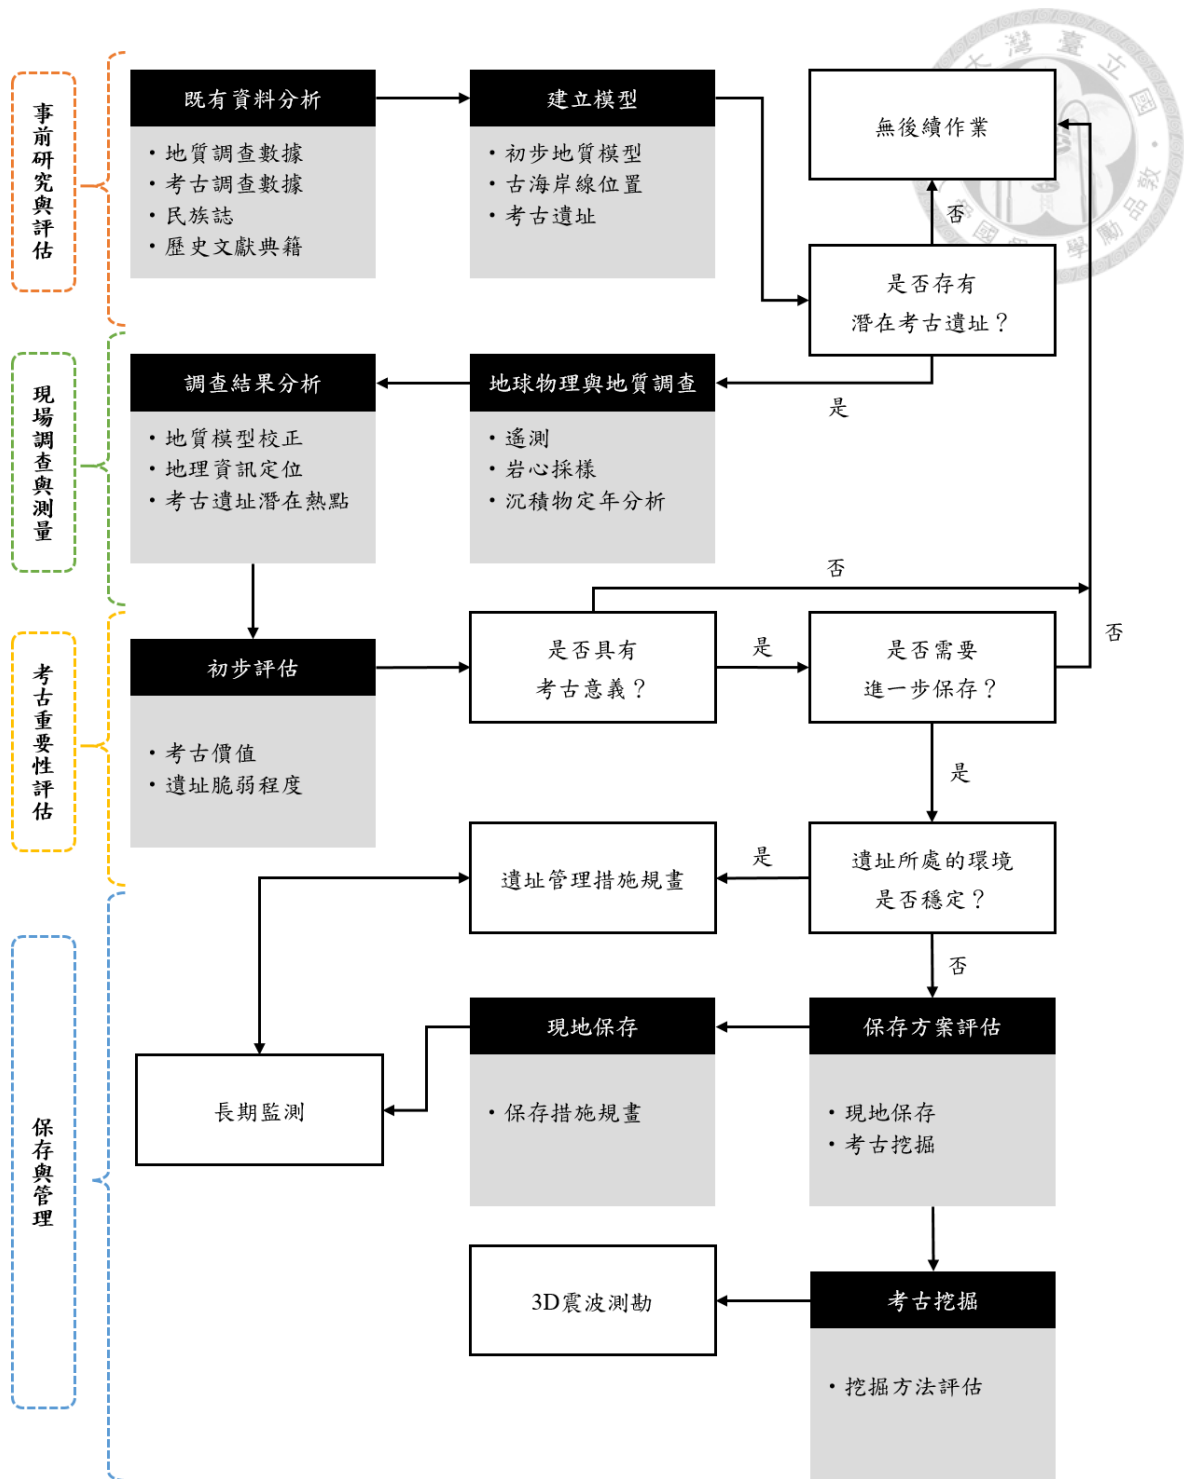 事前研究與評估
既有資料分析
・地質調查數據
・考古調查數據
・民族誌
・歷史文獻典籍
建立模型
・初步地質模型
・古海岸線位置
・考古遺址
無後續作業
否
是否存有
潛在考古遺址？
是
現場調查與測量
調查結果分析
・地質模型校正
・地理資訊定位
・考古遺址潛在熱點
地球物理與地質調查
・遙測
・岩心採樣
・沉積物定年分析
否
考古重要性評估
初步評估
・考古價值
・遺址脆弱程度
是否具有
考古意義？
是
是否需要
進一步保存？
否
是
遺址管理措施規畫
是
遺址所處的環境
是否穩定？
否
保存與管理
長期監測
現地保存
・保存措施規畫
保存方案評估
・現地保存
・考古挖掘
3D震波測勘
考古挖掘
・挖掘方法評估